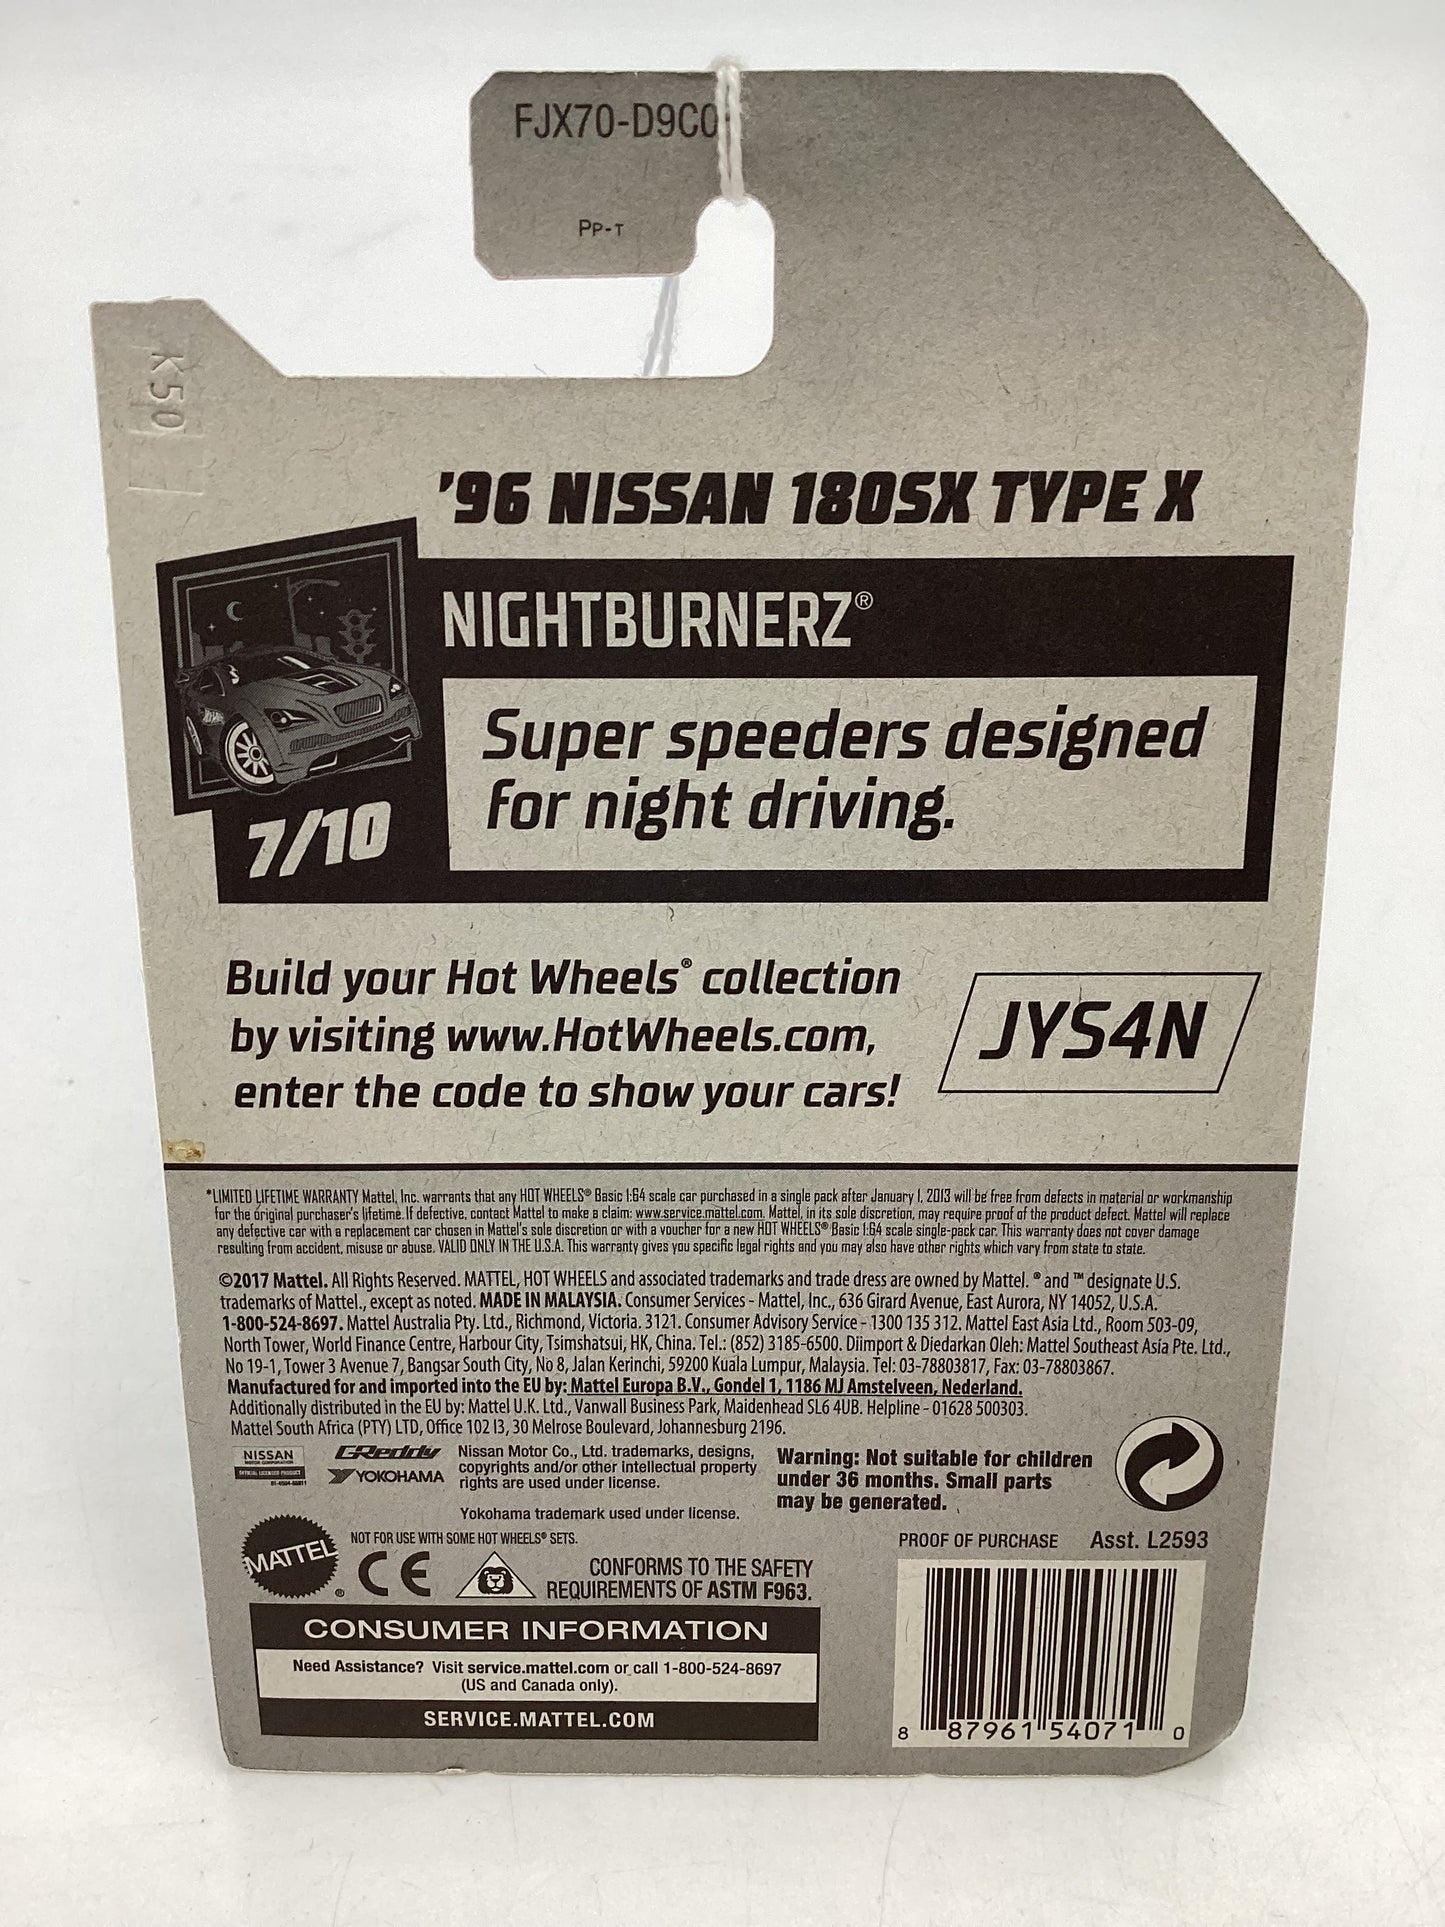 FJX70-D9C0
PP-T
K50
'96 NISSAN 180SX TYPE X
NIGHTBURNERZ®
Super speeders designed
for night driving.
7/10
Build your Hot Wheels® collection
by visiting www.HotWheels.com,
enter the code to show your cars!
JYS4N
*LIMITED LIFETIME WARRANTY Mattel, Inc. warrants that any HOT WHEELS® Basic 1:64 scale car purchased in a single pack after January 1, 2013 will be free from defects in material or workmanship
for the original purchaser's lifetime. If defective, contact Mattel to make a claim: www.service.mattel.com. Mattel, in its sole discretion, may require proof of the product defect. Mattel will replace
any defective car with a replacement car chosen in Mattel's sole discretion or with a voucher for a new HOT WHEELS® Basic 1:64 scale single-pack car. This warranty does not cover damage
resulting from accident, misuse or abuse. VALID ONLY IN THE U.S.A. This warranty gives you specific legal rights and you may also have other rights which vary from state to state.
©2017 Mattel. All Rights Reserved. MATTEL, HOT WHEELS and associated trademarks and trade dress are owned by Mattel. ® and ™ designate U.S.
trademarks of Mattel., except as noted. MADE IN MALAYSIA. Consumer Services - Mattel, Inc., 636 Girard Avenue, East Aurora, NY 14052, U.S.A.
1-800-524-8697. Mattel Australia Pty. Ltd., Richmond, Victoria. 3121. Consumer Advisory Service - 1300 135 312. Mattel East Asia Ltd., Room 503-09,
North Tower, World Finance Centre, Harbour City, Tsimshatsui, HK, China. Tel.: (852) 3185-6500. Diimport & Diedarkan Oleh: Mattel Southeast Asia Pte. Ltd.,
No 19-1, Tower 3 Avenue 7, Bangsar South City, No 8, Jalan Kerinchi, 59200 Kuala Lumpur, Malaysia. Tel: 03-78803817, Fax: 03-78803867.
Manufactured for and imported into the EU by: Mattel Europa B.V., Gondel 1, 1186 MJ Amstelveen, Nederland.
Additionally distributed in the EU by: Mattel U.K. Ltd., Vanwall Business Park, Maidenhead SL6 4UB. Helpline - 01628 500303.
Mattel South Africa (PTY) LTD, Office 102 I3, 30 Melrose Boulevard, Johannesburg 2196.
NISSAN
MOTOR CORPORATION
OFFICIAL LICENSED PRODUCT
GReddy
YOKOHAMA
Nissan Motor Co., Ltd. trademarks, designs,
copyrights and/or other intellectual property
rights are used under license.
Yokohama trademark used under license.
Warning: Not suitable for children
under 36 months. Small parts
may be generated.
MATTEL®
NOT FOR USE WITH SOME HOT WHEELS® SETS.
CE
CONFORMS TO THE SAFETY
REQUIREMENTS OF ASTM F963.
PROOF OF PURCHASE Asst. L2593
CONSUMER INFORMATION
Need Assistance? Visit service.mattel.com or call 1-800-524-8697
(US and Canada only).
SERVICE.MATTEL.COM
8 87961 54071 0